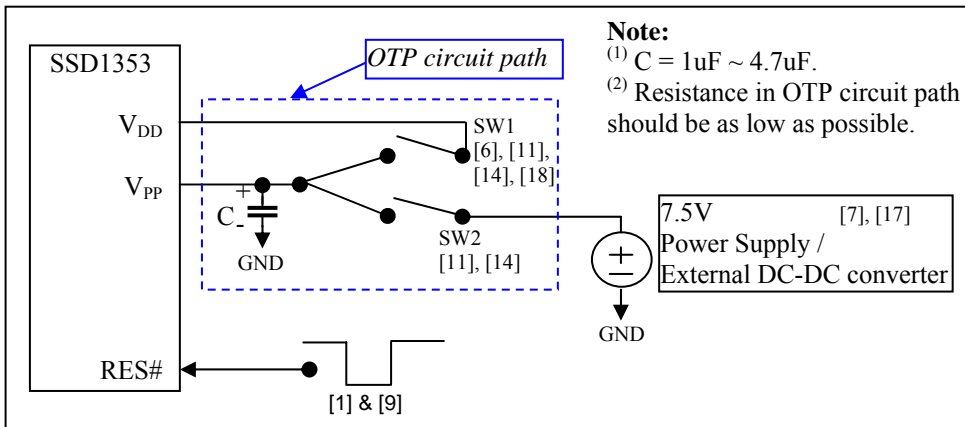 SSD1353
OTP circuit path
Note:
(1) C = 1uF ~ 4.7uF.
(2) Resistance in OTP circuit path
should be as low as possible.
VDD
SW1
[6], [11],
[14], [18]
VPP
+
C
-
GND
SW2
[11], [14]
7.5V [7], [17]
Power Supply /
External DC-DC converter
+
−
GND
RES#
[1] & [9]